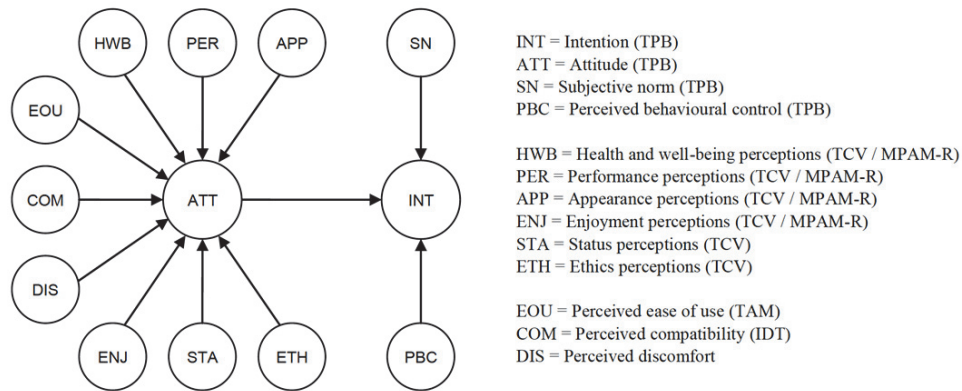 HWB
PER
APP
SN
EOU
COM
ATT
INT
DIS
ENJ
STA
ETH
PBC
INT = Intention (TPB)
ATT = Attitude (TPB)
SN = Subjective norm (TPB)
PBC = Perceived behavioural control (TPB)
HWB = Health and well-being perceptions (TCV / MPAM-R)
PER = Performance perceptions (TCV / MPAM-R)
APP = Appearance perceptions (TCV / MPAM-R)
ENJ = Enjoyment perceptions (TCV / MPAM-R)
STA = Status perceptions (TCV)
ETH = Ethics perceptions (TCV)
EOU = Perceived ease of use (TAM)
COM = Perceived compatibility (IDT)
DIS = Perceived discomfort